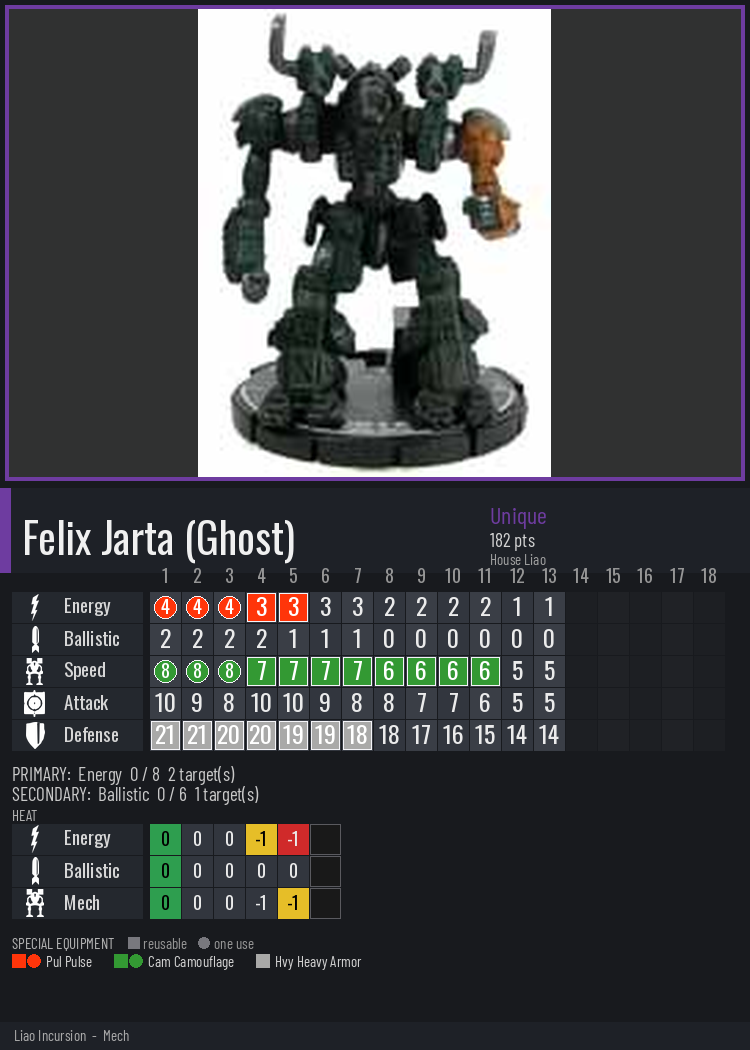 Felix Jarta (Ghost)
Unique
182 pts
House Liao
1 2 3 4 5 6 7 8 9 10 11 12 13 14 15 16 17 18
Energy 4 4 4 3 3 3 3 2 2 2 2 1 1
Ballistic 2 2 2 2 1 1 1 0 0 0 0 0 0
Speed 8 8 8 7 7 7 7 6 6 6 6 5 5
Attack 10 9 8 10 10 9 8 8 7 7 6 5 5
Defense 21 21 20 20 19 19 18 18 17 16 15 14 14
PRIMARY: Energy 0 / 8 2 target(s)
SECONDARY: Ballistic 0 / 6 1 target(s)
HEAT
Energy 0 0 0 -1 -1
Ballistic 0 0 0 0 0
Mech 0 0 0 -1 -1
SPECIAL EQUIPMENT reusable one use
Pul Pulse Cam Camouflage Hvy Heavy Armor
Liao Incursion - Mech